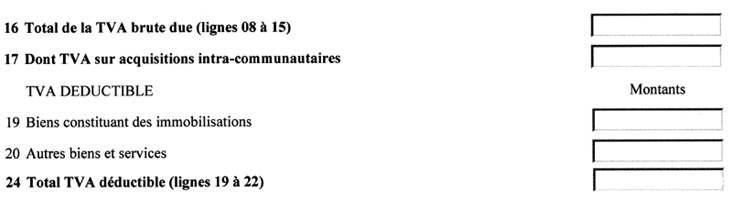 16 Total de la TVA brute due (lignes 08 à 15)
17 Dont TVA sur acquisitions intra-communautaires
TVA DEDUCTIBLE Montants
19 Biens constituant des immobilisations
20 Autres biens et services
24 Total TVA déductible (lignes 19 à 22)